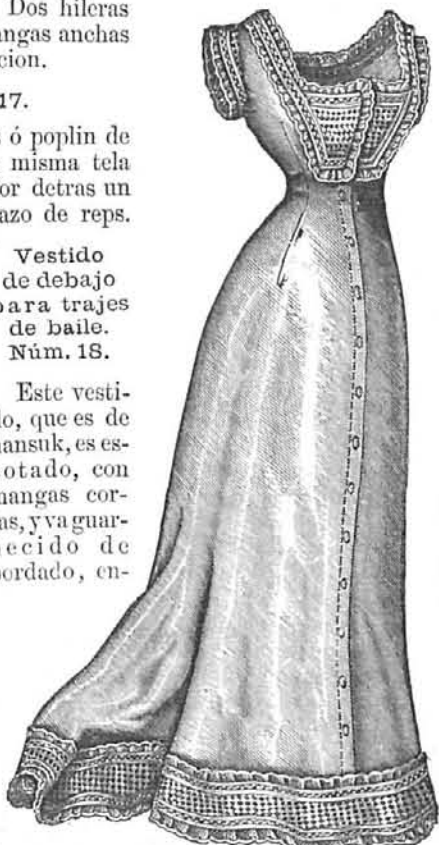 Dos hileras
angas anchas
cion.
17.
ó poplin de
misma tela
or detras un
azo de reps.
Vestido
de debajo
para trajes
de baile.
Núm. 18.
Este vesti-
do, que es de
nansuk, es es-
otado, con
mangas cor-
as, y va guar-
ecido de
bordado, en-